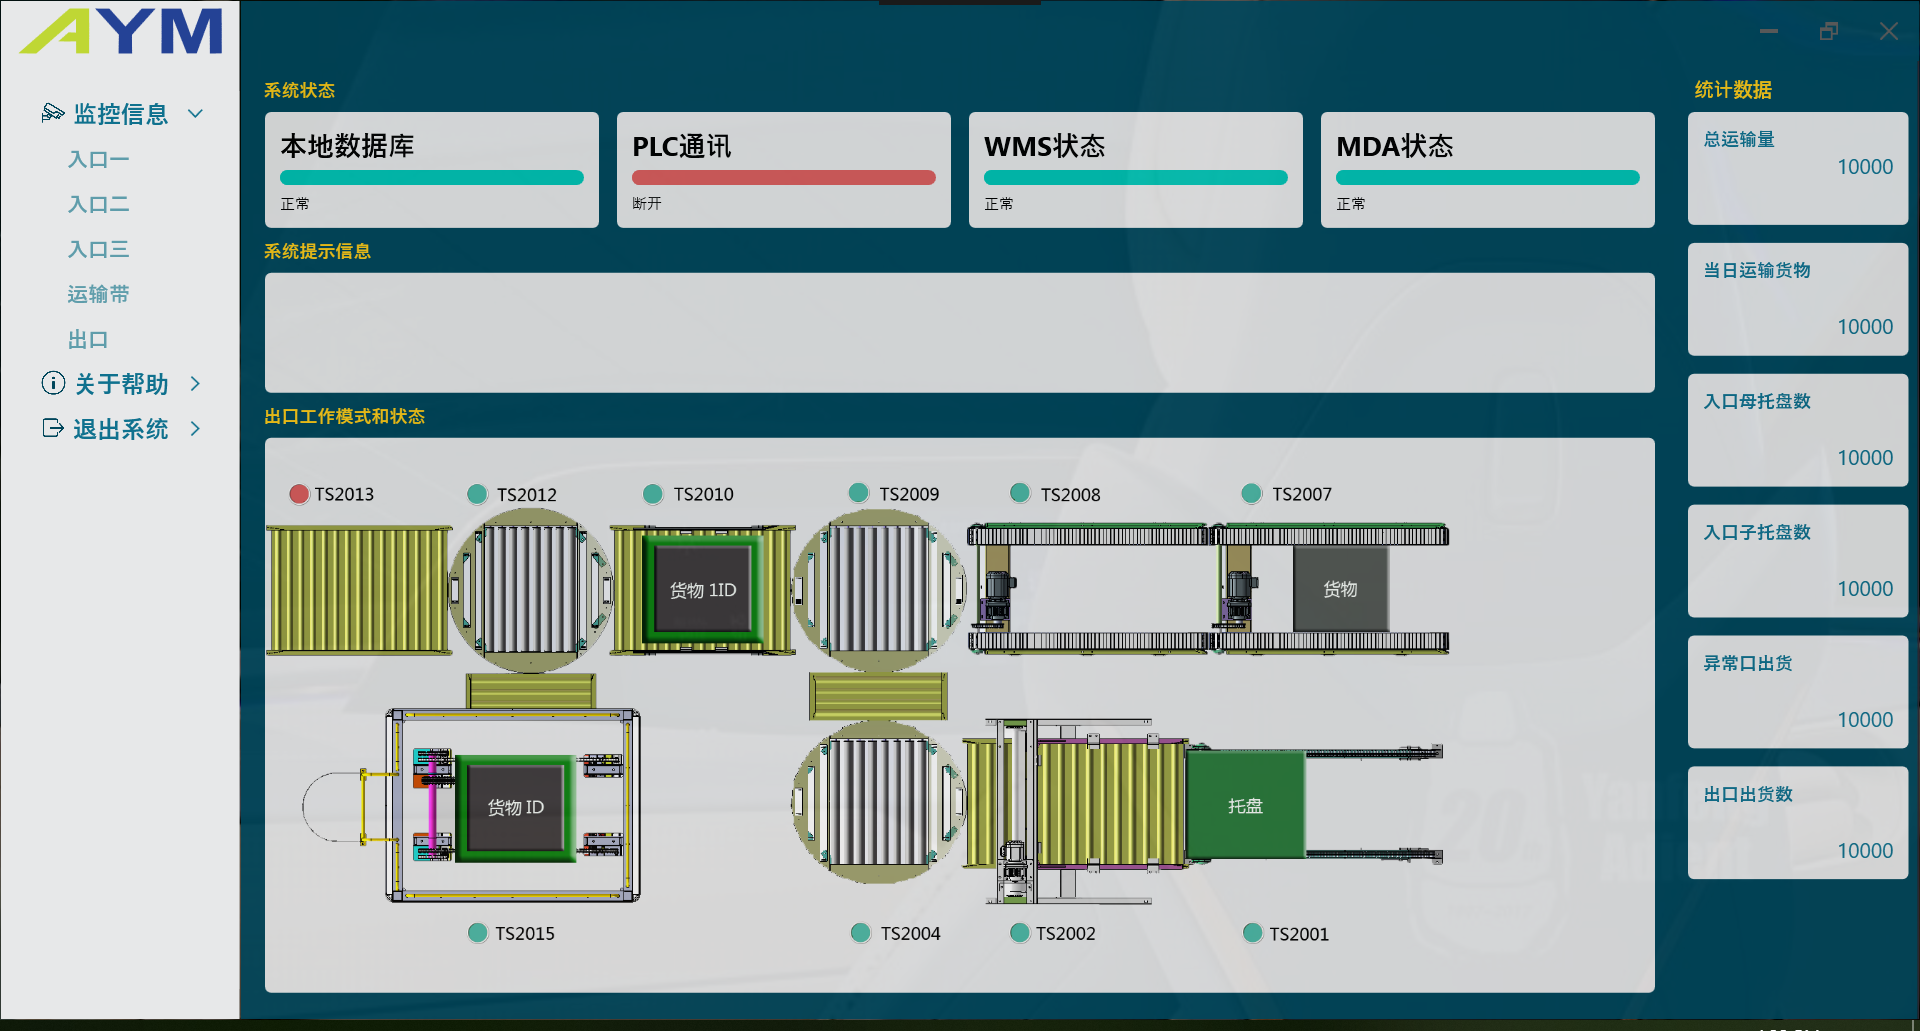 AYM
监控信息
入口一
入口二
入口三
运输带
出口
关于帮助
退出系统
系统状态
本地数据库
正常
PLC通讯
断开
WMS状态
正常
MDA状态
正常
系统提示信息
出口工作模式和状态
TS2013
TS2012
TS2010
TS2009
TS2008
TS2007
货物 1ID
货物
货物 ID
托盘
TS2015
TS2004
TS2002
TS2001
统计数据
总运输量
10000
当日运输货物
10000
入口母托盘数
10000
入口子托盘数
10000
异常口出货
10000
出口出货数
10000